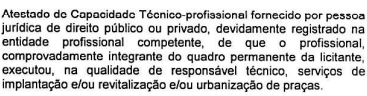 Atestado de Capacidade Técnico-profissional fornecido por pessoa
jurídica de direito público ou privado, devidamente registrado na
entidade profissional competente, de que o profissional,
comprovadamente integrante do quadro permanente da licitante,
executou, na qualidade de responsável técnico, serviços de
implantação e/ou revitalização e/ou urbanização de praças.